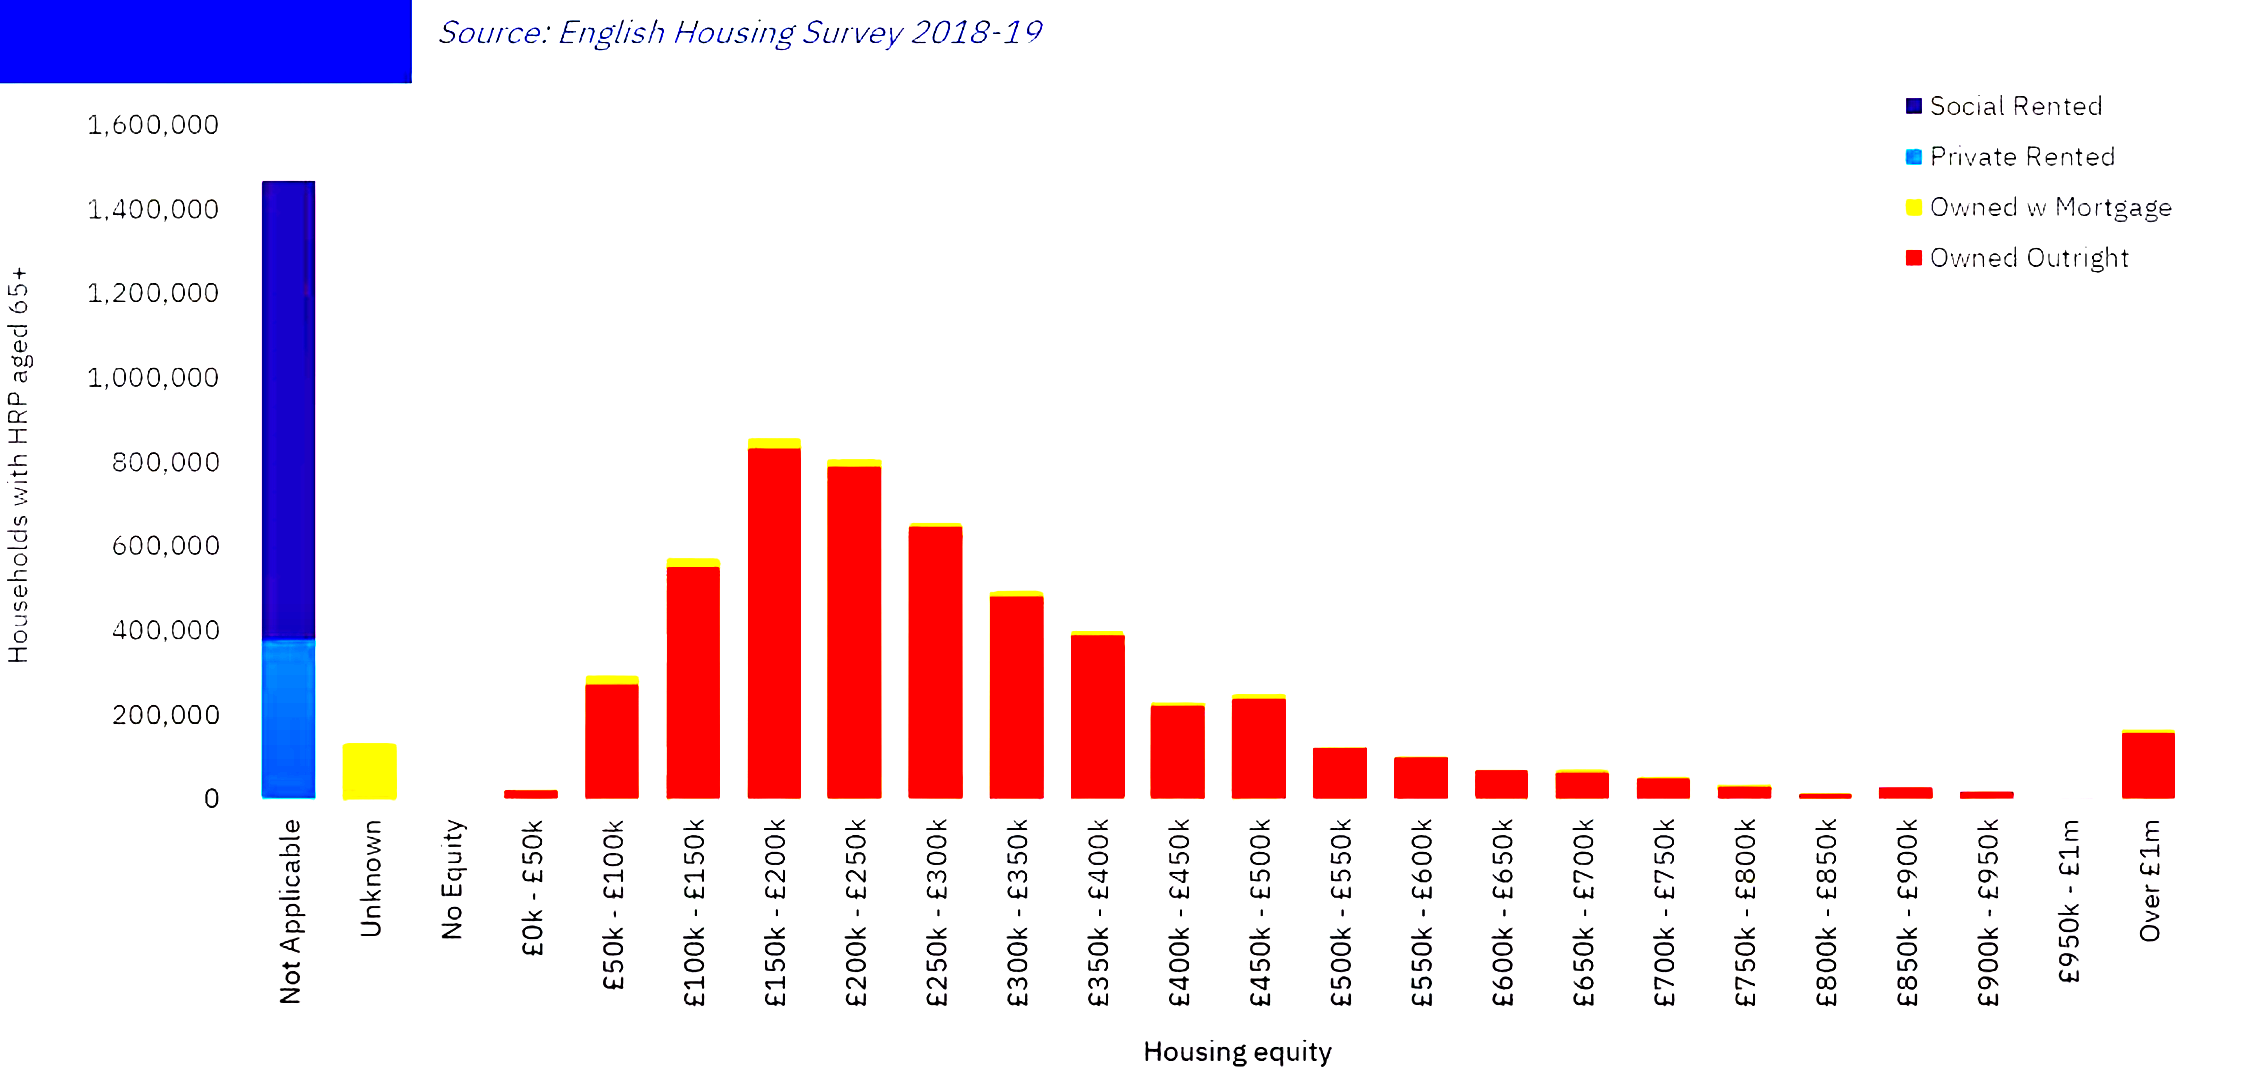 Source: English Housing Survey 2018-19
Social Rented
Private Rented
Owned w Mortgage
Owned Outright
Households with HRP aged 65+
1,600,000
1,400,000
1,200,000
1,000,000
800,000
600,000
400,000
200,000
0
Not Applicable
Unknown
No Equity
£0k - £50k
£50k - £100k
£100k - £150k
£150k - £200k
£200k - £250k
£250k - £300k
£300k - £350k
£350k - £400k
£400k - £450k
£450k - £500k
£500k - £550k
£550k - £600k
£600k - £650k
£650k - £700k
£700k - £750k
£750k - £800k
£800k - £850k
£850k - £900k
£900k - £950k
£950k - £1m
Over £1m
Housing equity